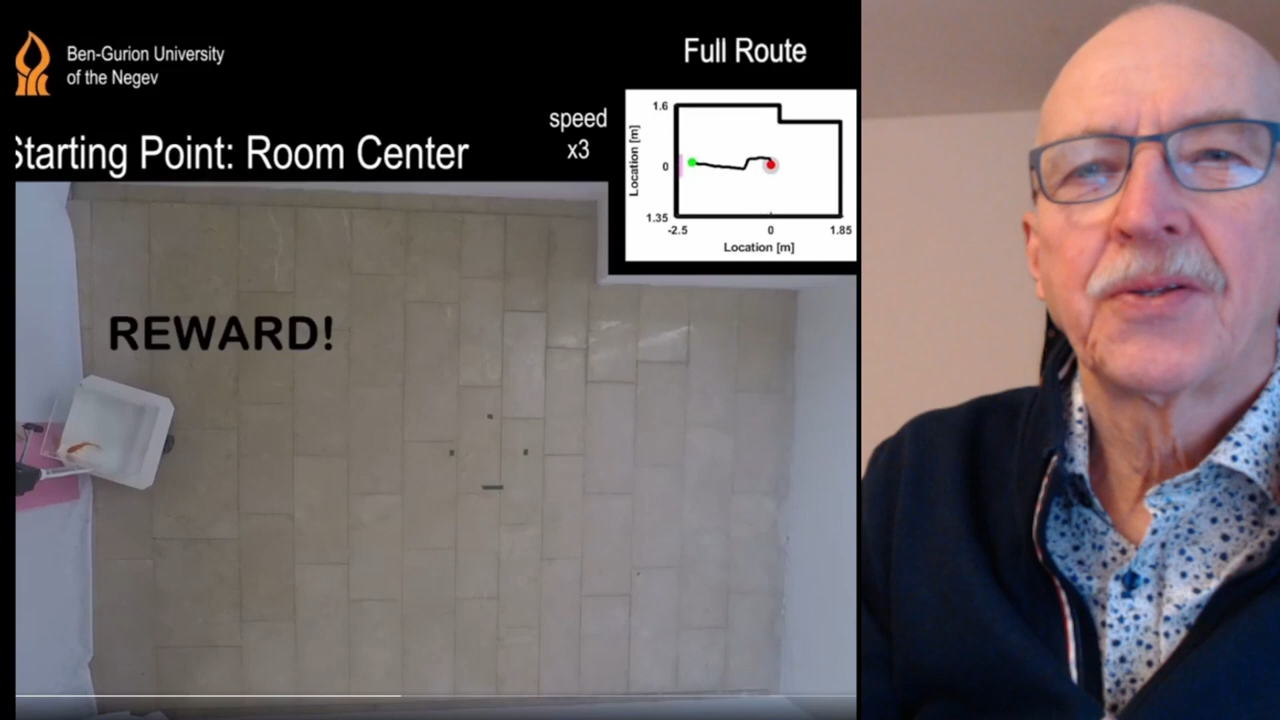 Ben-Gurion University
of the Negev
Full Route
speed
x3
Starting Point: Room Center
1.6
0
1.35
Location [m]
-2.5
0
1.85
Location [m]
REWARD!